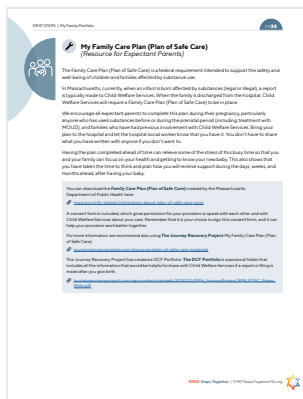 FIRST STEPS | My Family Portfolio
PG 24
My Family Care Plan (Plan of Safe Care)
(Resource for Expectant Parents)
The Family Care Plan (Plan of Safe Care) is a federal requirement intended to support the safety and
well-being of children and families affected by substance use.
In Massachusetts, currently, when an infant is born affected by substances (legal or illegal), a report
is typically made to Child Welfare Services. When the family is discharged from the hospital, Child
Welfare Services will require a Family Care Plan (Plan of Safe Care) to be in place.
We encourage all expectant parents to complete this plan during their pregnancy, particularly
anyone who has used substances before or during the prenatal period (including treatment with
MOUD), and families who have had previous involvement with Child Welfare Services. Bring your
plan to the hospital and let the hospital social worker know that you have it. You don't have to share
what you have written with anyone if you don't want to.
Having the plan completed ahead of time can relieve some of the stress of this busy time so that you
and your family can focus on your health and getting to know your new baby. This also shows that
you have taken the time to think and plan how you will receive support during the days, weeks, and
months ahead, after having your baby.
You can download the Family Care Plan (Plan of Safe Care) created by the Massachusetts
Department of Public Health here:
A consent form is included, which gives permission for your providers to speak with each other and with
Child Welfare Services about your care. Remember that it is your choice to sign this consent form, and it can
help your providers work better together.
For more information we recommend also using The Journey Recovery Project My Family Care Plan (Plan
of Safe Care)
The Journey Recovery Project has created a DCF Portfolio. The DCF Portfolio is a personal folder that
includes all the information that would be helpful to share with Child Welfare Services if a report or filing is
made after you give birth.
FIRST Steps Together | FIRSTStepsTogetherMA.org